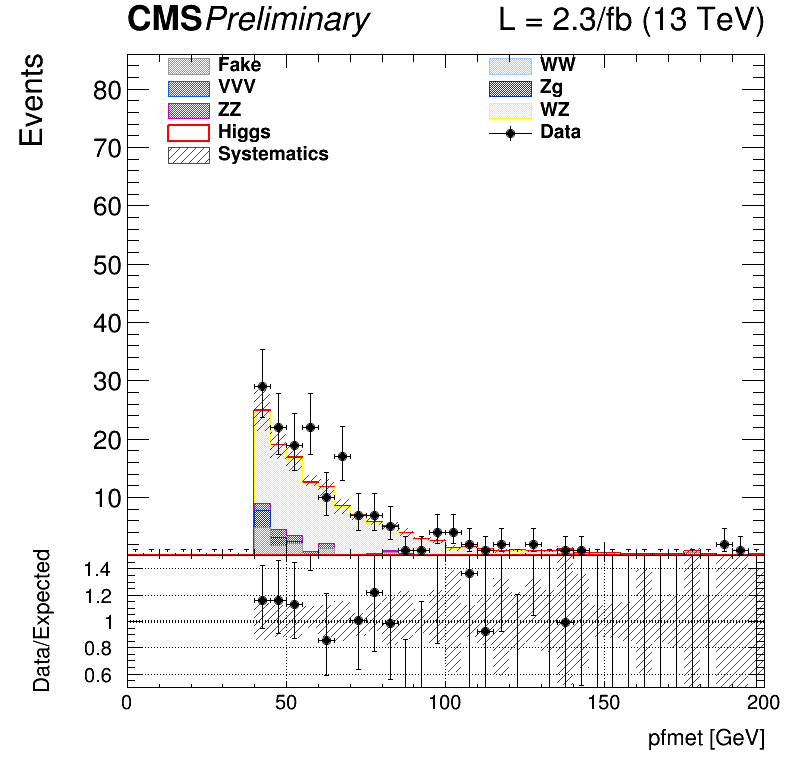 CMSPreliminary L = 2.3/fb (13 TeV)
Events
80
70
60
50
40
30
20
10
Fake WW
VVV Zg
ZZ WZ
Higgs Data
Systematics
Data/Expected
1.4
1.2
1
0.8
0.6
0 50 100 150 200
pfmet [GeV]